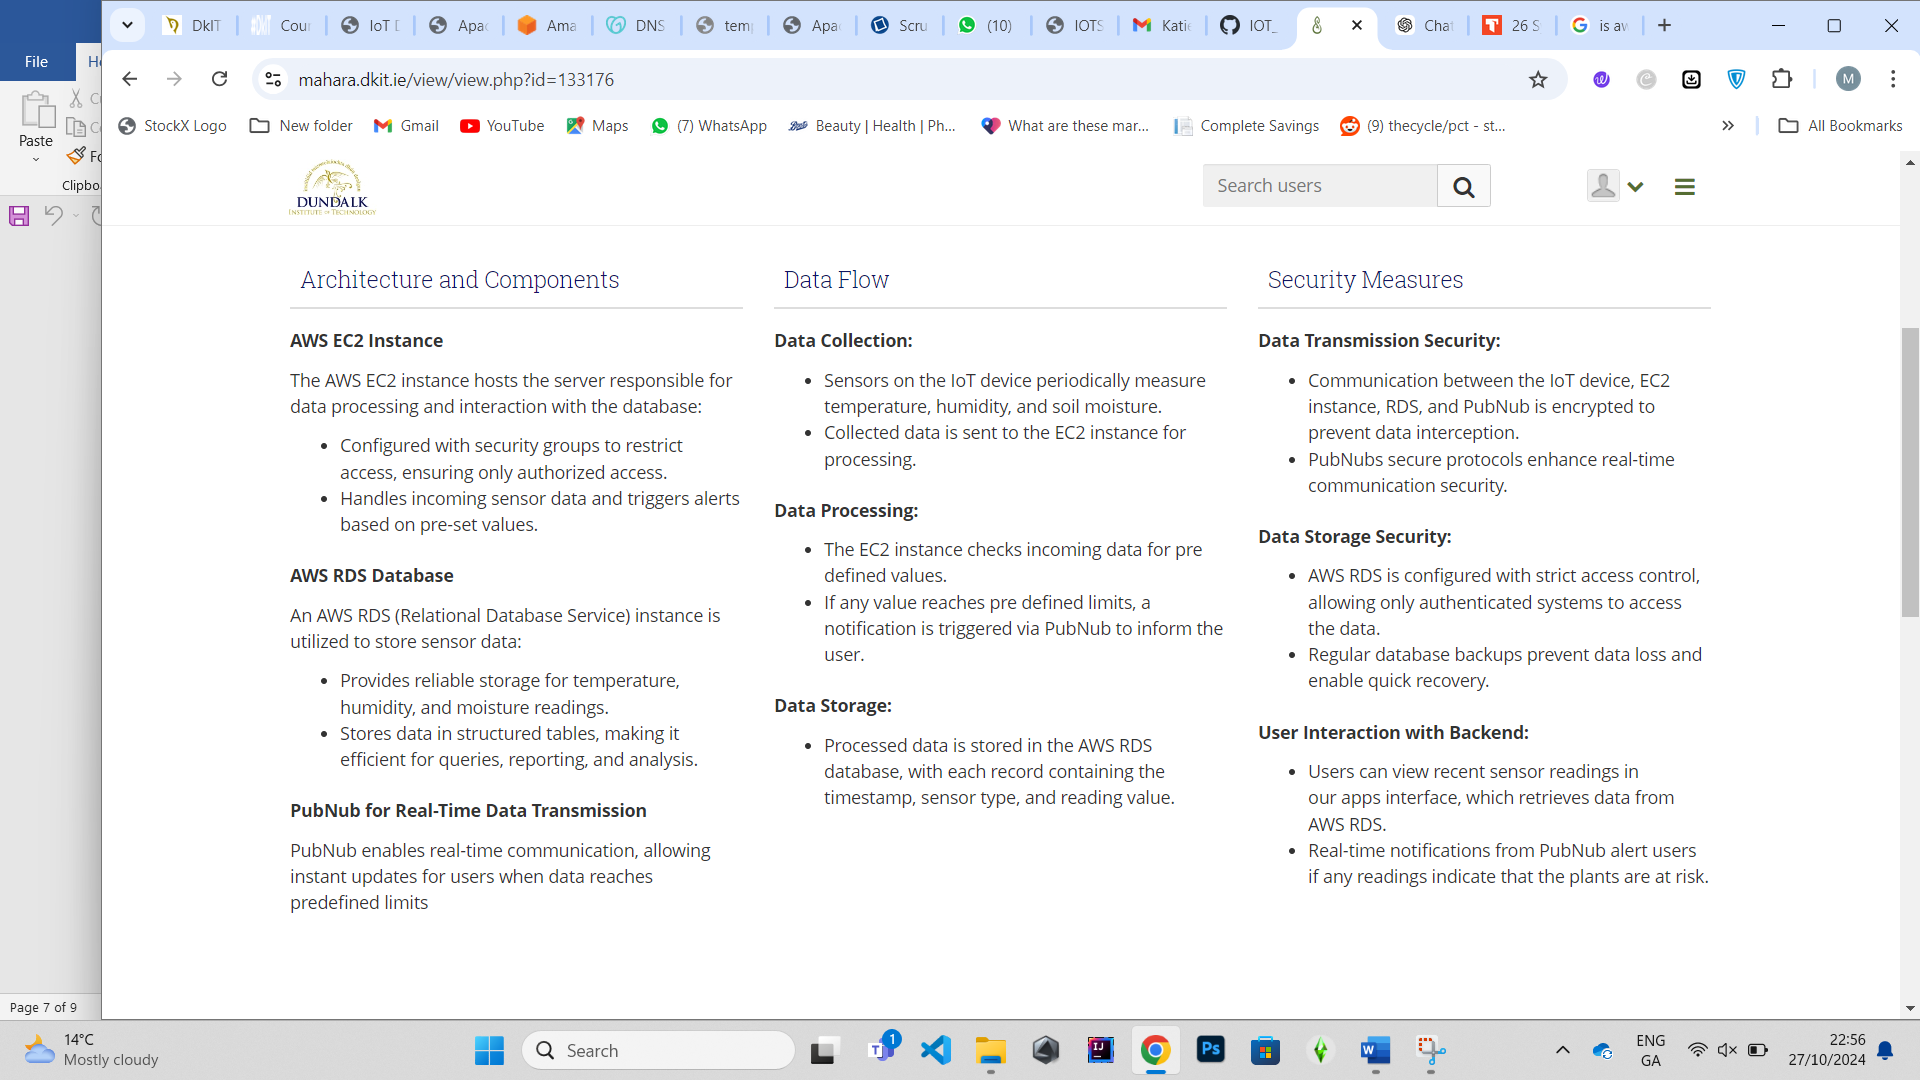 File
Paste
Clipbo
Page 7 of 9
DkIT
Cour
IoT D
Apac
Ama
DNS
temp
Apac
Scru
(10)
IOTS
Katie
IOT_
Chat
26 S
is aw
mahara.dkit.ie/view/view.php?id=133176
M
StockX Logo
New folder
Gmail
YouTube
Maps
(7) WhatsApp
Beauty | Health | Ph...
What are these mar...
Complete Savings
(9) thecycle/pct - st...
All Bookmarks
DUNDALK
INSTITUTE OF TECHNOLOGY
Search users
Architecture and Components
AWS EC2 Instance
The AWS EC2 instance hosts the server responsible for
data processing and interaction with the database:
• Configured with security groups to restrict
access, ensuring only authorized access.
• Handles incoming sensor data and triggers alerts
based on pre-set values.
AWS RDS Database
An AWS RDS (Relational Database Service) instance is
utilized to store sensor data:
• Provides reliable storage for temperature,
humidity, and moisture readings.
• Stores data in structured tables, making it
efficient for queries, reporting, and analysis.
PubNub for Real-Time Data Transmission
PubNub enables real-time communication, allowing
instant updates for users when data reaches
predefined limits
Data Flow
Data Collection:
• Sensors on the IoT device periodically measure
temperature, humidity, and soil moisture.
• Collected data is sent to the EC2 instance for
processing.
Data Processing:
• The EC2 instance checks incoming data for pre
defined values.
• If any value reaches pre defined limits, a
notification is triggered via PubNub to inform the
user.
Data Storage:
• Processed data is stored in the AWS RDS
database, with each record containing the
timestamp, sensor type, and reading value.
Security Measures
Data Transmission Security:
• Communication between the IoT device, EC2
instance, RDS, and PubNub is encrypted to
prevent data interception.
• PubNubs secure protocols enhance real-time
communication security.
Data Storage Security:
• AWS RDS is configured with strict access control,
allowing only authenticated systems to access
the data.
• Regular database backups prevent data loss and
enable quick recovery.
User Interaction with Backend:
• Users can view recent sensor readings in
our apps interface, which retrieves data from
AWS RDS.
• Real-time notifications from PubNub alert users
if any readings indicate that the plants are at risk.
14°C
Mostly cloudy
Search
1
IJ
Ps
W
ENG
GA
22:56
27/10/2024